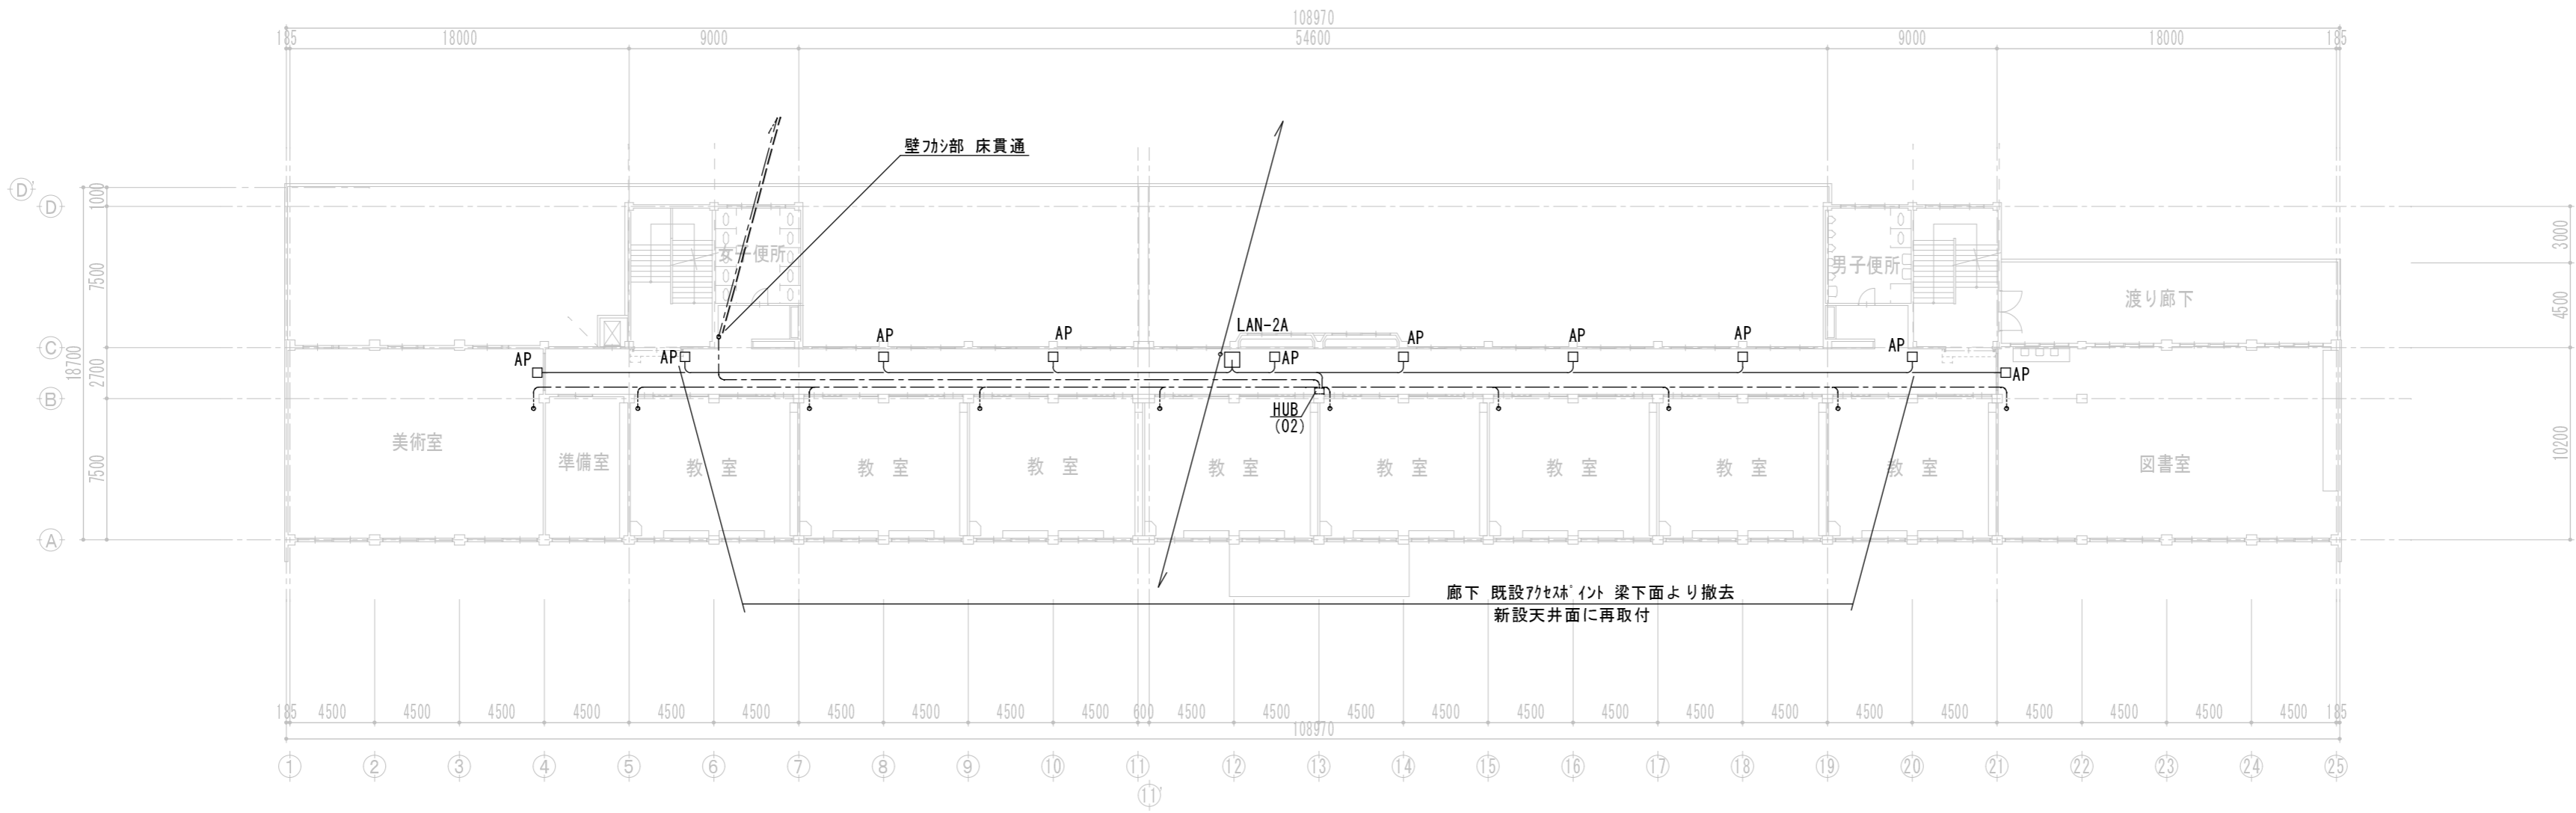 108970
185 18000 9000 54600 9000 18000 185
壁フカシ部 床貫通
D'
D
1000
3000
女子便所
男子便所
7500
4500
渡り廊下
LAN-2A
C
AP AP AP AP AP AP AP AP AP AP
18700
2700
B
HUB
(02)
美術室 準備室 教 室 教 室 教 室 教 室 教 室 教 室 教 室 教 室 図書室
7500
10200
A
廊下 既設アクセスポイント 梁下面より撤去
新設天井面に再取付
185 4500 4500 4500 4500 4500 4500 4500 4500 4500 4500 600 4500 4500 4500 4500 4500 4500 4500 4500 4500 4500 4500 4500 4500 185
108970
1 2 3 4 5 6 7 8 9 10 11 12 13 14 15 16 17 18 19 20 21 22 23 24 25
11'